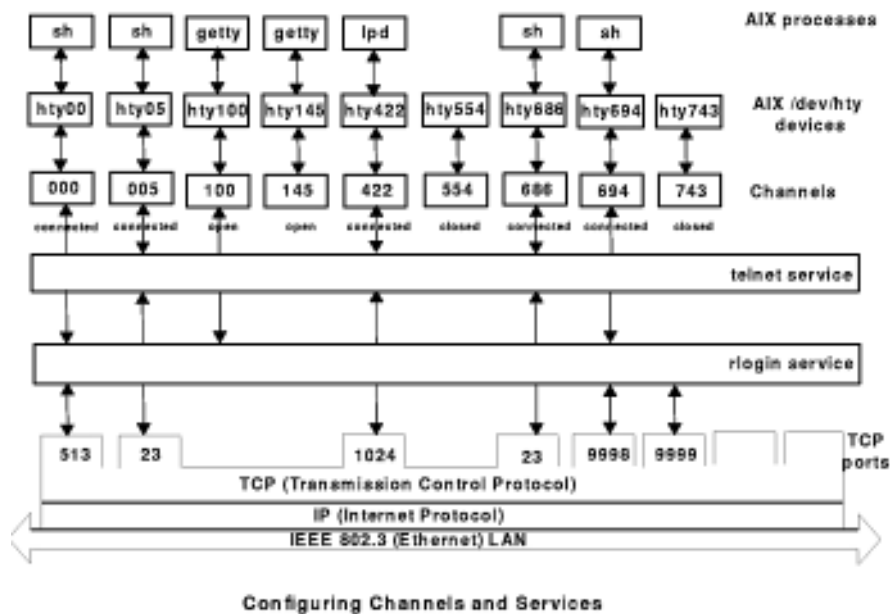 sh sh getty getty lpd sh sh AIX processes
hty00 hty05 hty100 hty145 hty422 hty554 hty686 hty694 hty743 AIX /dev/hty
devices
000 005 100 145 422 554 686 694 743 Channels
connected connected open open connected closed connected connected closed
telnet service
rlogin service
513 23 1024 23 9998 9999 TCP
ports
TCP (Transmission Control Protocol)
IP (Internet Protocol)
IEEE 802.3 (Ethernet) LAN
Configuring Channels and Services